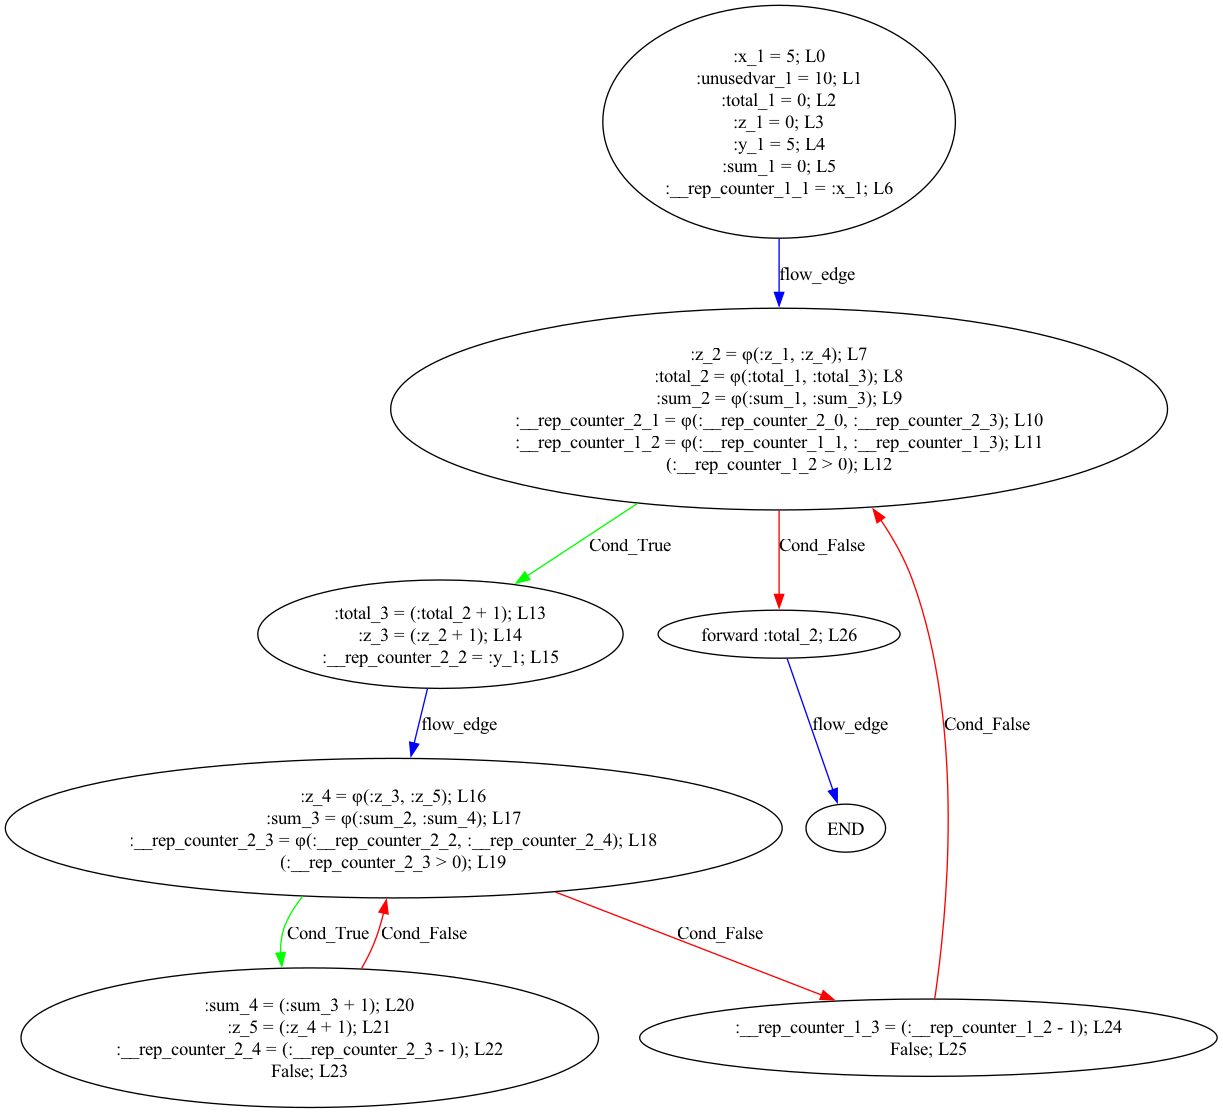 :x_1 = 5; L0
:unusedvar_1 = 10; L1
:total_1 = 0; L2
:z_1 = 0; L3
:y_1 = 5; L4
:sum_1 = 0; L5
:__rep_counter_1_1 = :x_1; L6
flow_edge
:z_2 = φ(:z_1, :z_4); L7
:total_2 = φ(:total_1, :total_3); L8
:sum_2 = φ(:sum_1, :sum_3); L9
:__rep_counter_2_1 = φ(:__rep_counter_2_0, :__rep_counter_2_3); L10
:__rep_counter_1_2 = φ(:__rep_counter_1_1, :__rep_counter_1_3); L11
(:__rep_counter_1_2 > 0); L12
Cond_True
Cond_False
:total_3 = (:total_2 + 1); L13
:z_3 = (:z_2 + 1); L14
:__rep_counter_2_2 = :y_1; L15
forward :total_2; L26
flow_edge
flow_edge
Cond_False
:z_4 = φ(:z_3, :z_5); L16
:sum_3 = φ(:sum_2, :sum_4); L17
:__rep_counter_2_3 = φ(:__rep_counter_2_2, :__rep_counter_2_4); L18
(:__rep_counter_2_3 > 0); L19
END
Cond_True
Cond_False
Cond_False
:sum_4 = (:sum_3 + 1); L20
:z_5 = (:z_4 + 1); L21
:__rep_counter_2_4 = (:__rep_counter_2_3 - 1); L22
False; L23
:__rep_counter_1_3 = (:__rep_counter_1_2 - 1); L24
False; L25